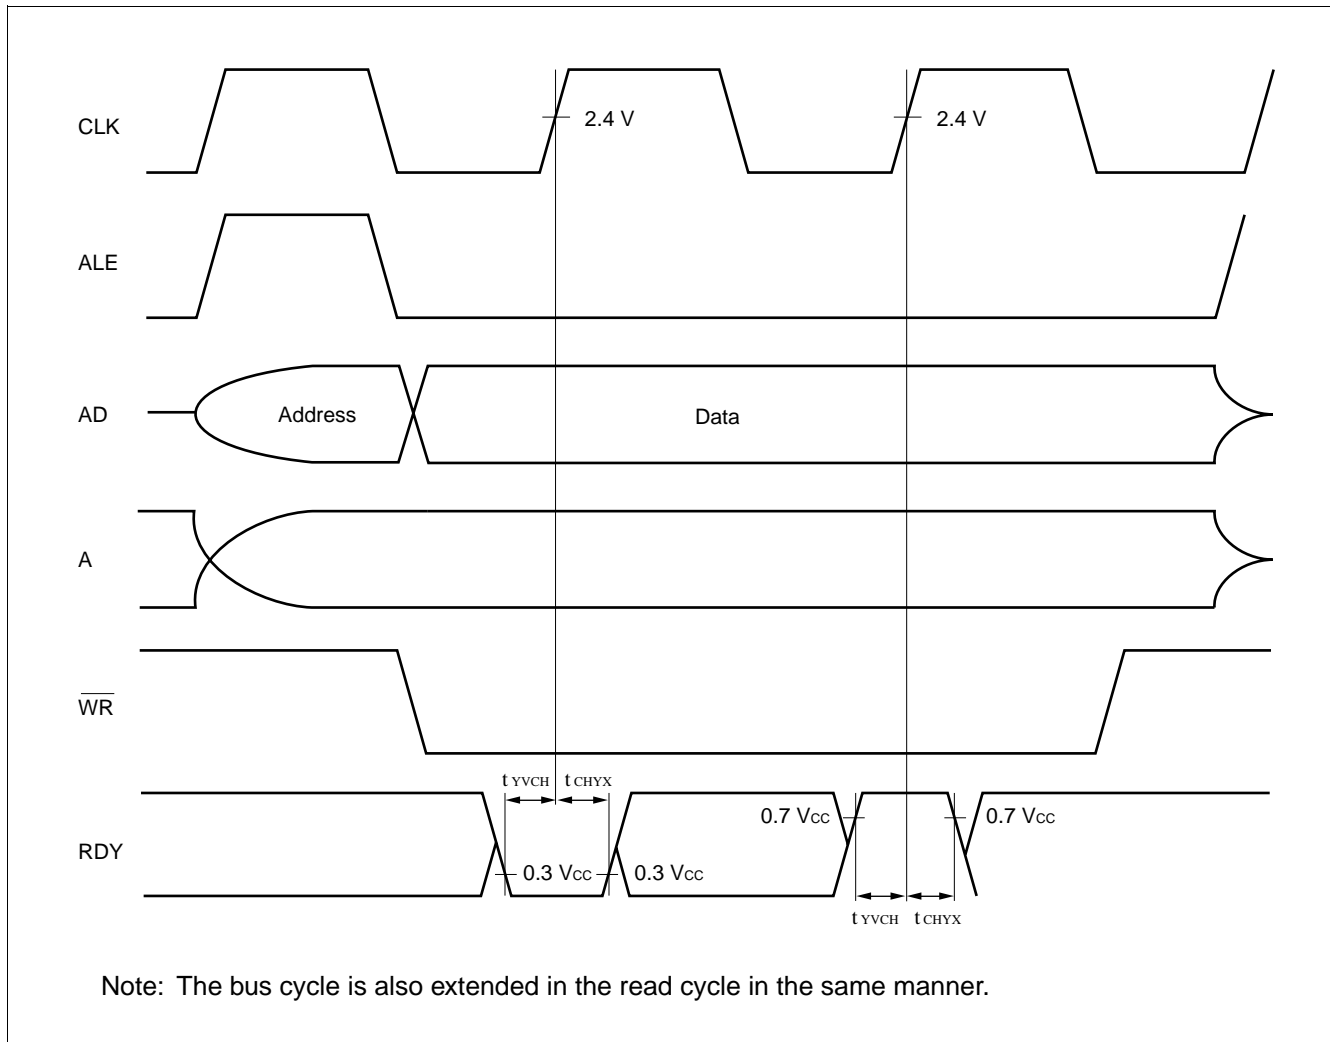 CLK
2.4 V
2.4 V
ALE
AD
Address
Data
A
WR
t YVCH
t CHYX
RDY
0.7 VCC
0.7 VCC
0.3 VCC
0.3 VCC
t YVCH
t CHYX
Note: The bus cycle is also extended in the read cycle in the same manner.